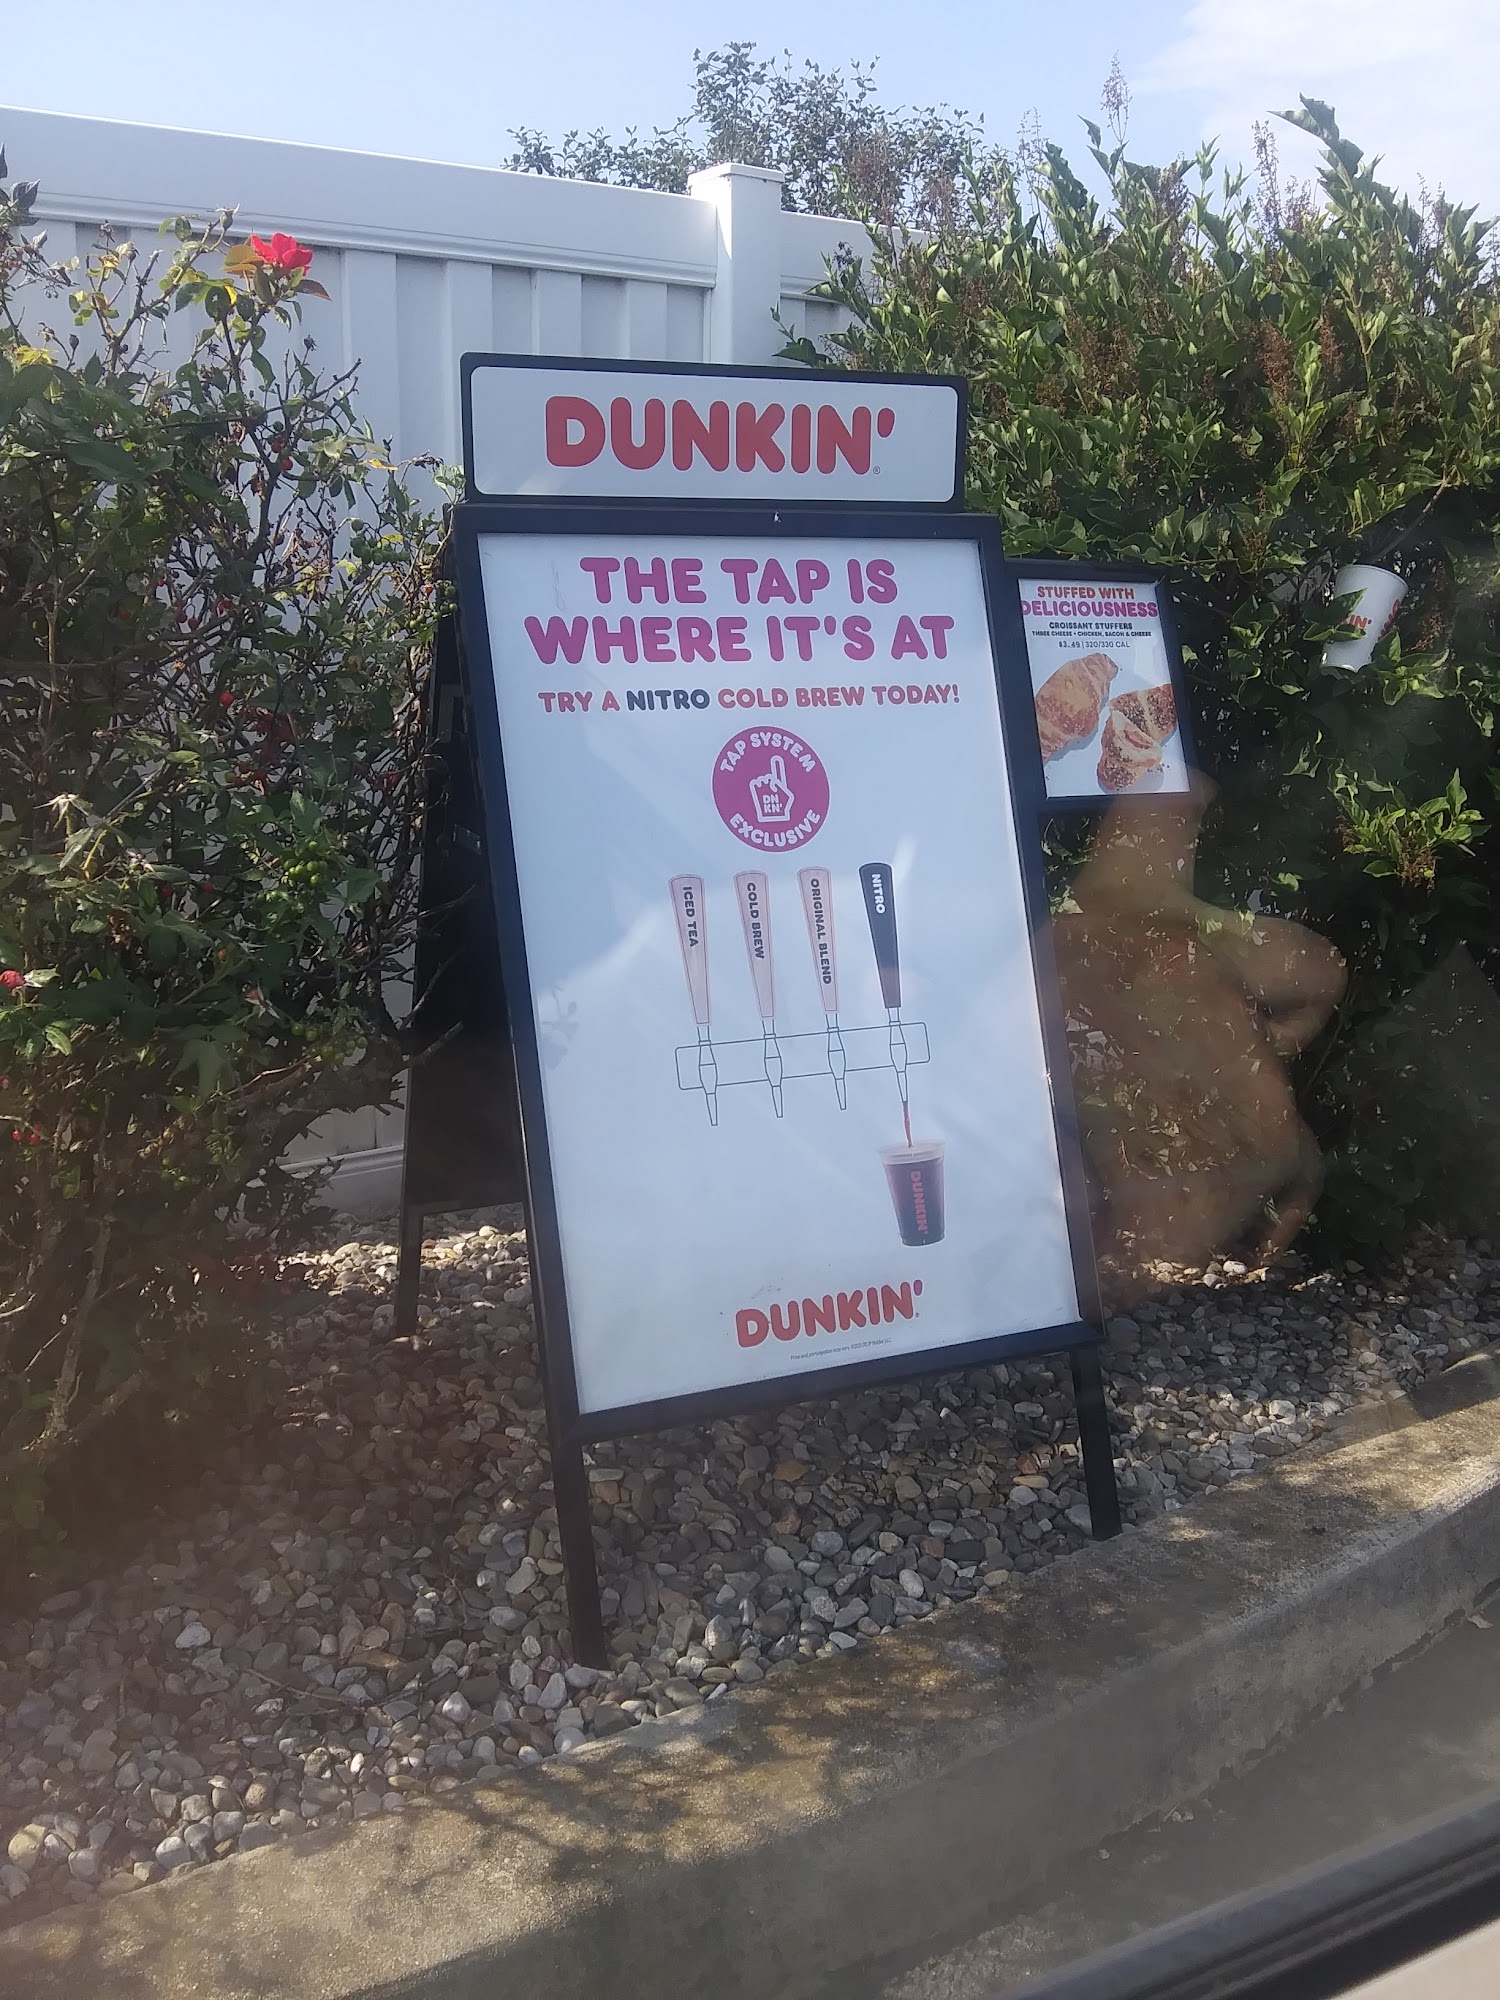 DUNKIN'
THE TAP IS
WHERE IT'S AT
TRY A NITRO COLD BREW TODAY!
TAP SYSTEM
DN
KN'
EXCLUSIVE
ICED TEA
COLD BREW
ORIGINAL BLEND
NITRO
DUNKIN'
DUNKIN'
STUFFED WITH
DELICIOUSNESS
CROISSANT STUFFERS
THREE CHEESE • CHICKEN, BACON & CHEESE
$3.49 | 320/330 CAL